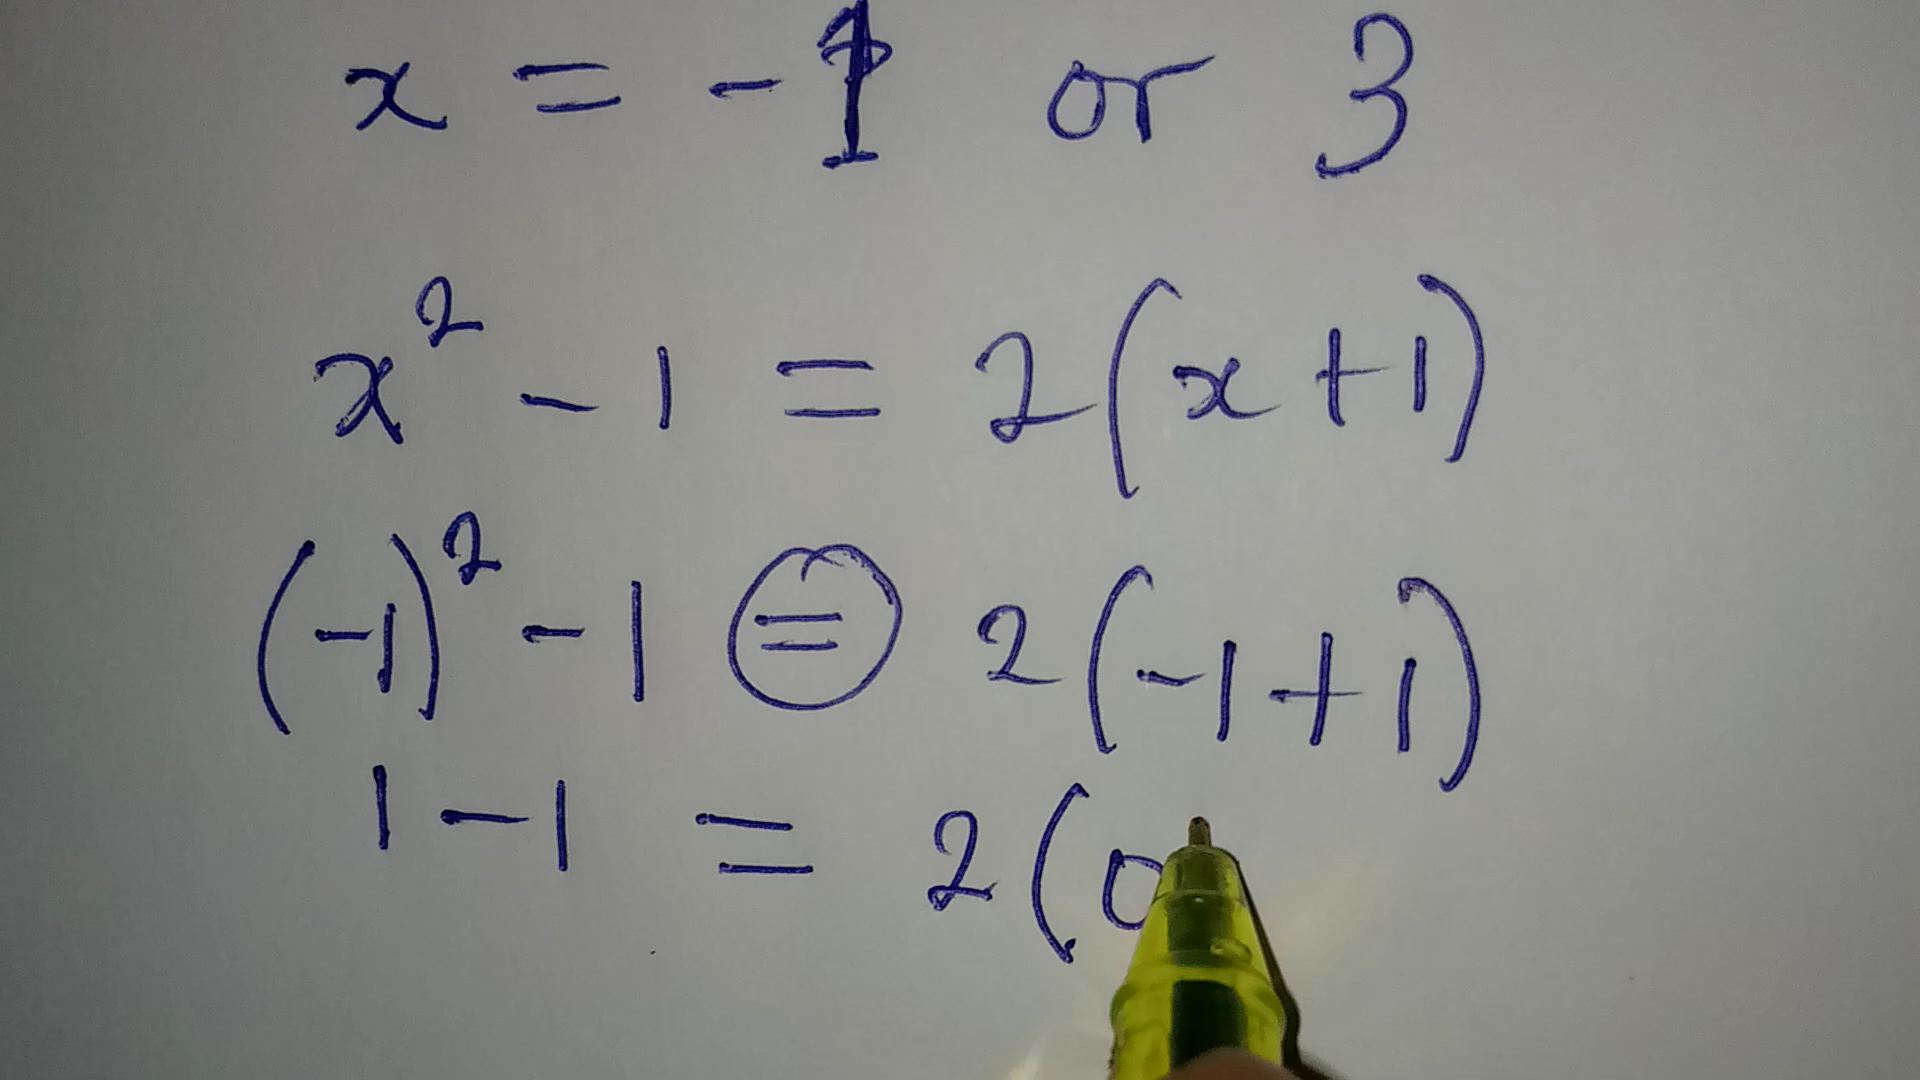 x = -1 or 3
x² - 1 = 2(x+1)
(-1)² - 1 = 2(-1+1)
1 - 1 = 2(0